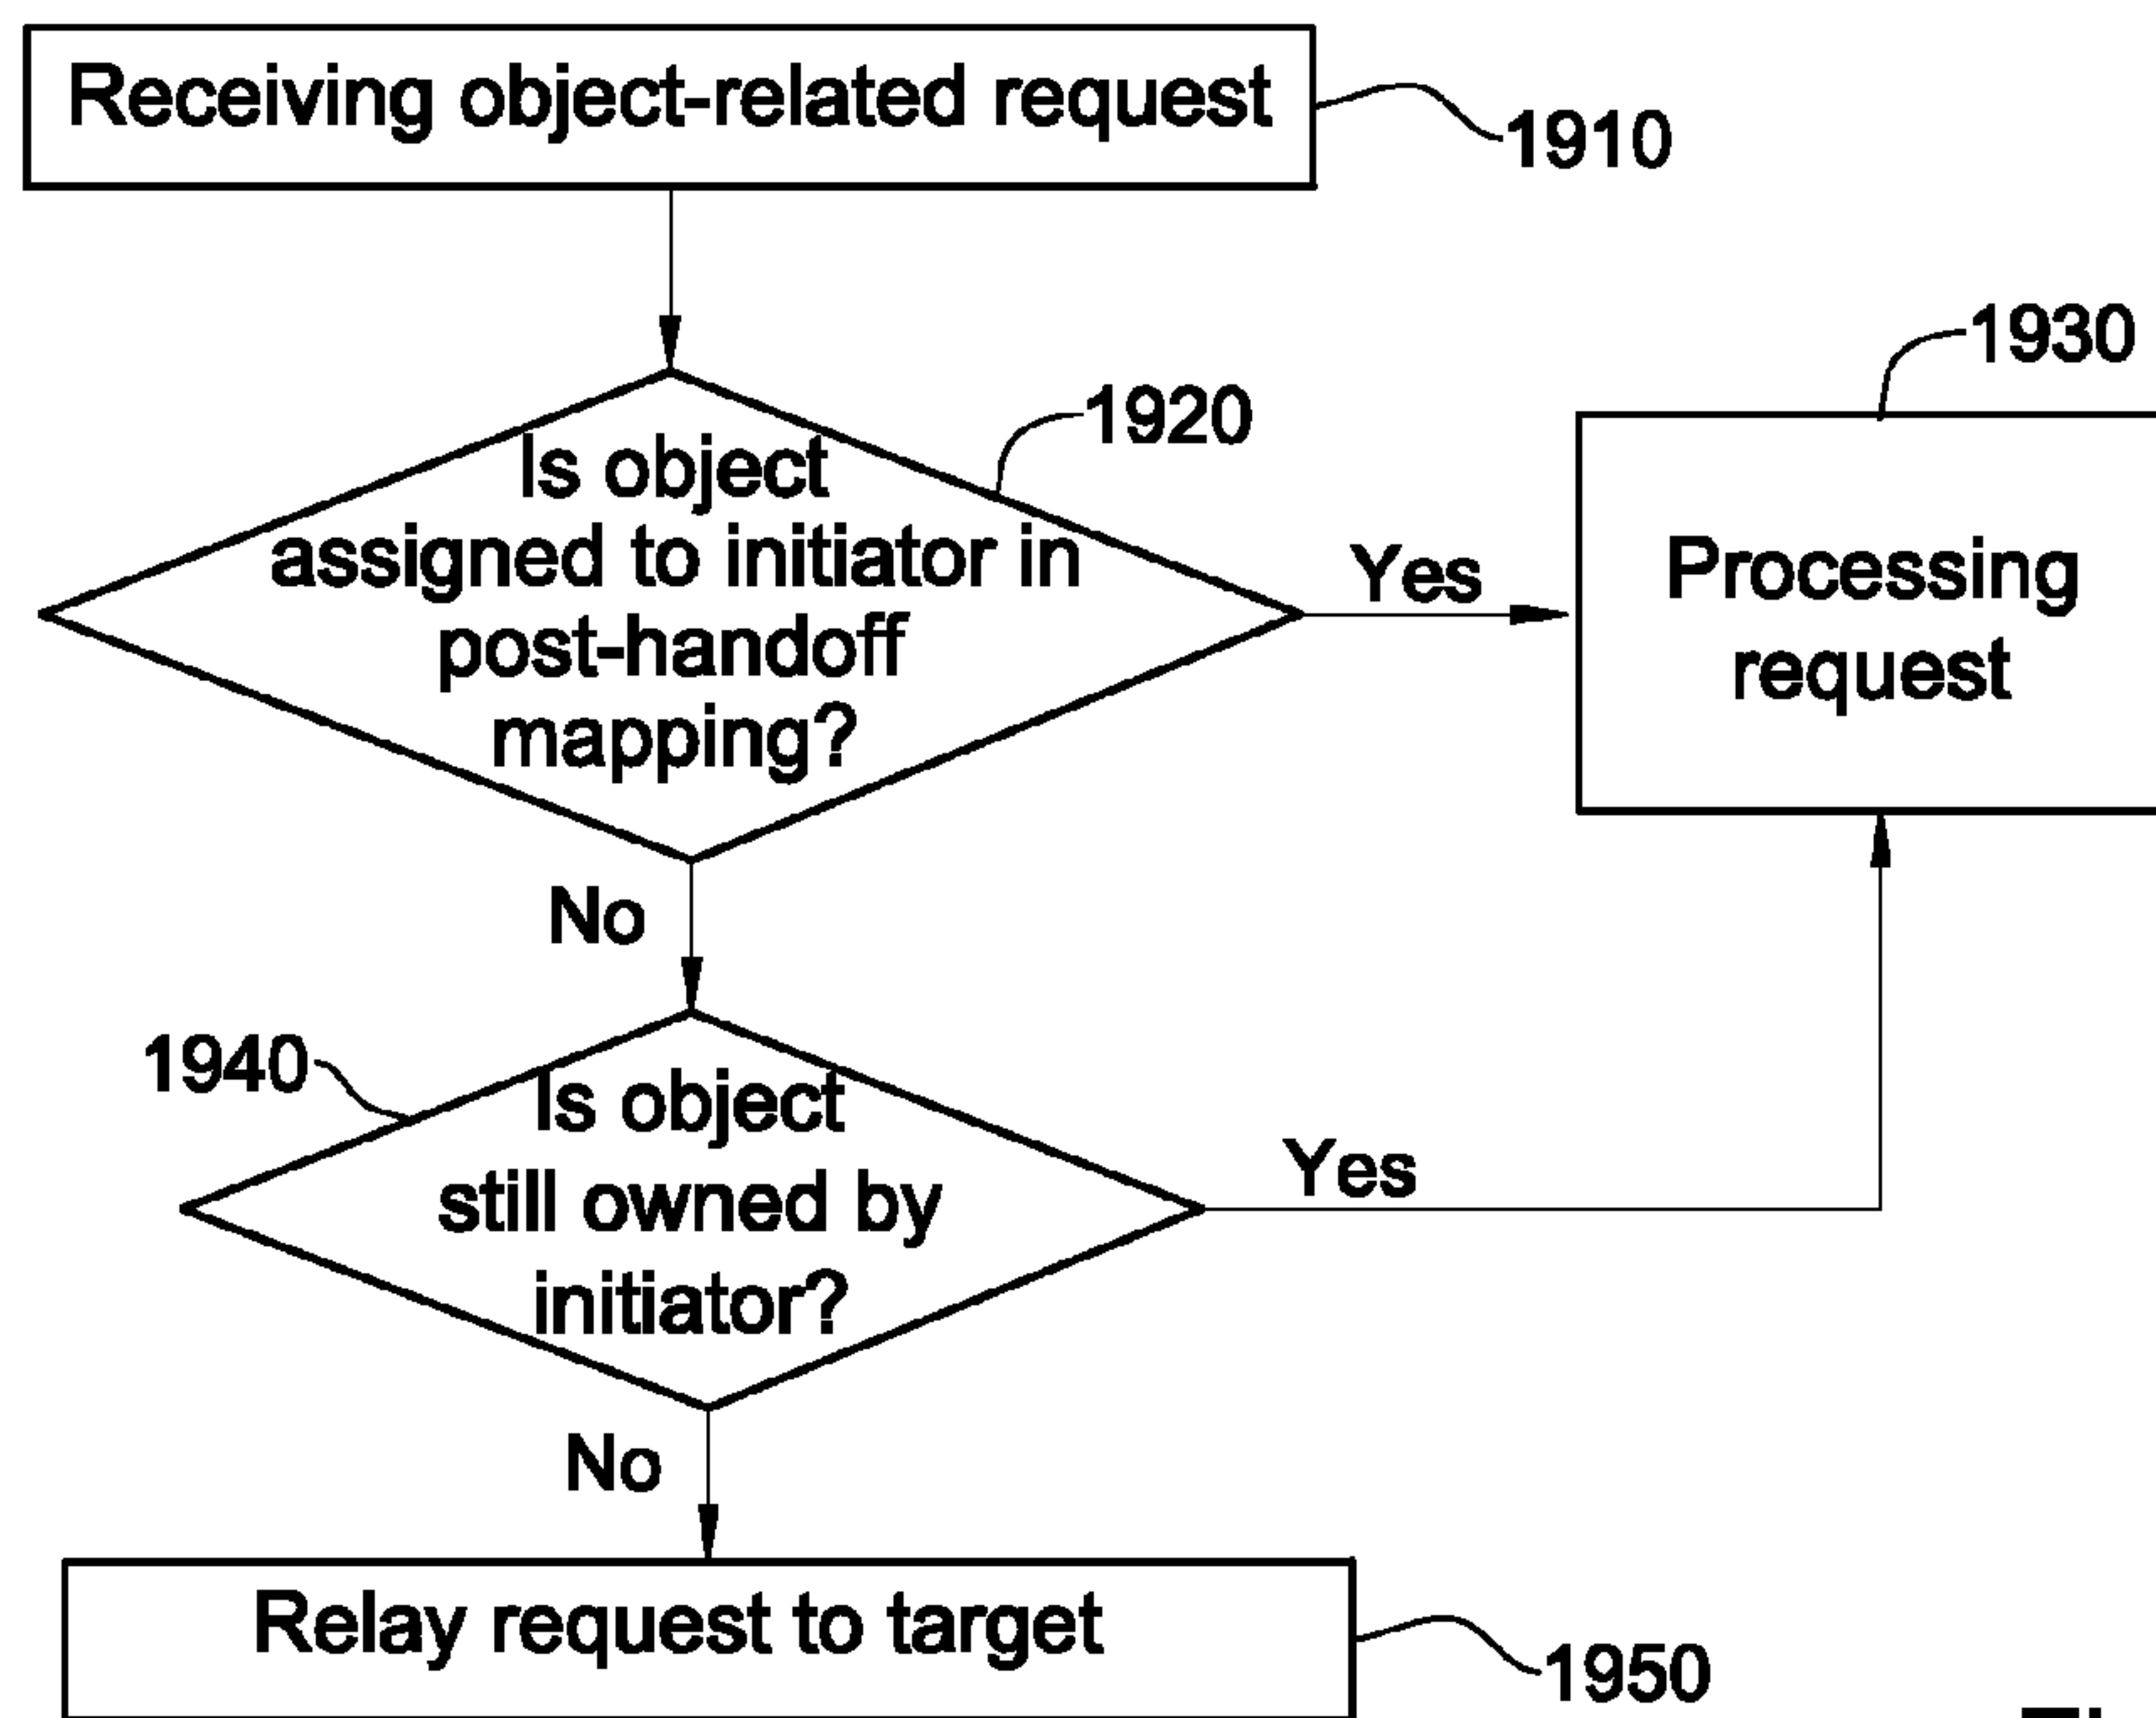 Receiving object-related request
1910
1920
Is object
assigned to initiator in
post-handoff
mapping?
Yes
1930
Processing
request
No
1940
Is object
still owned by
initiator?
Yes
No
Relay request to target
1950